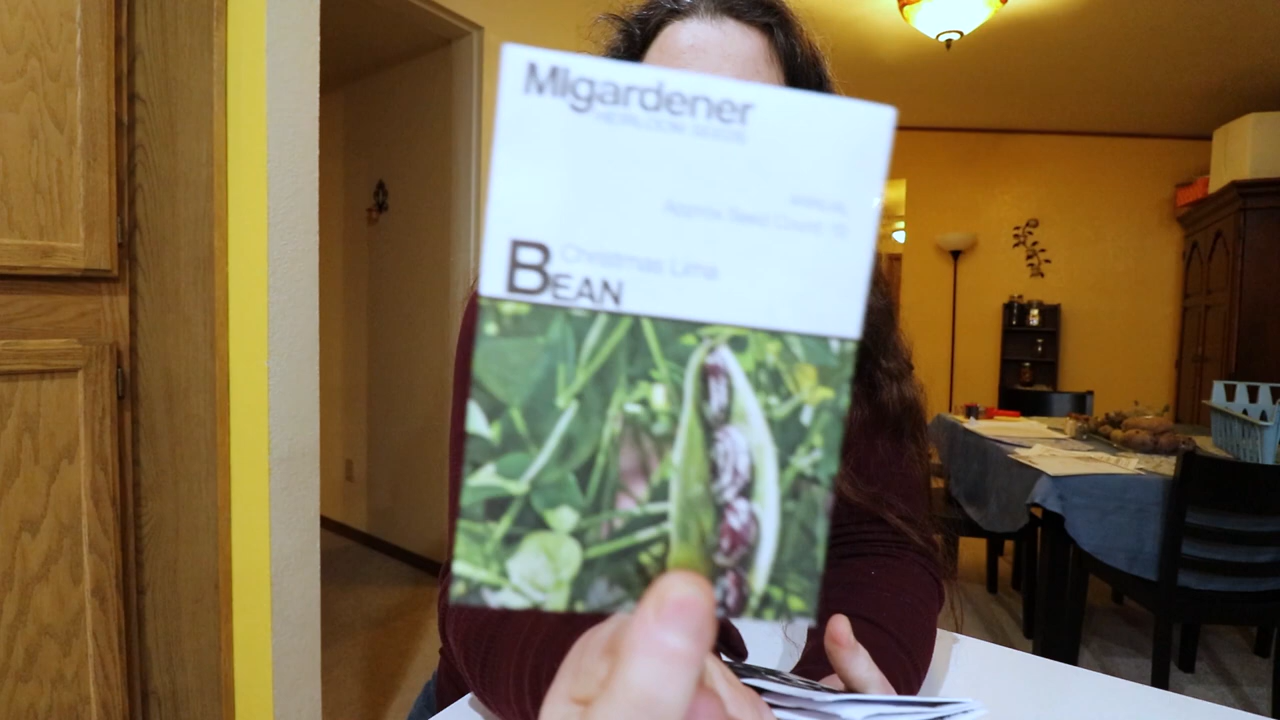 MIgardener
HEIRLOOM SEEDS
ANNUAL
Approx. Seed Count: 10
Christmas Lima
BEAN